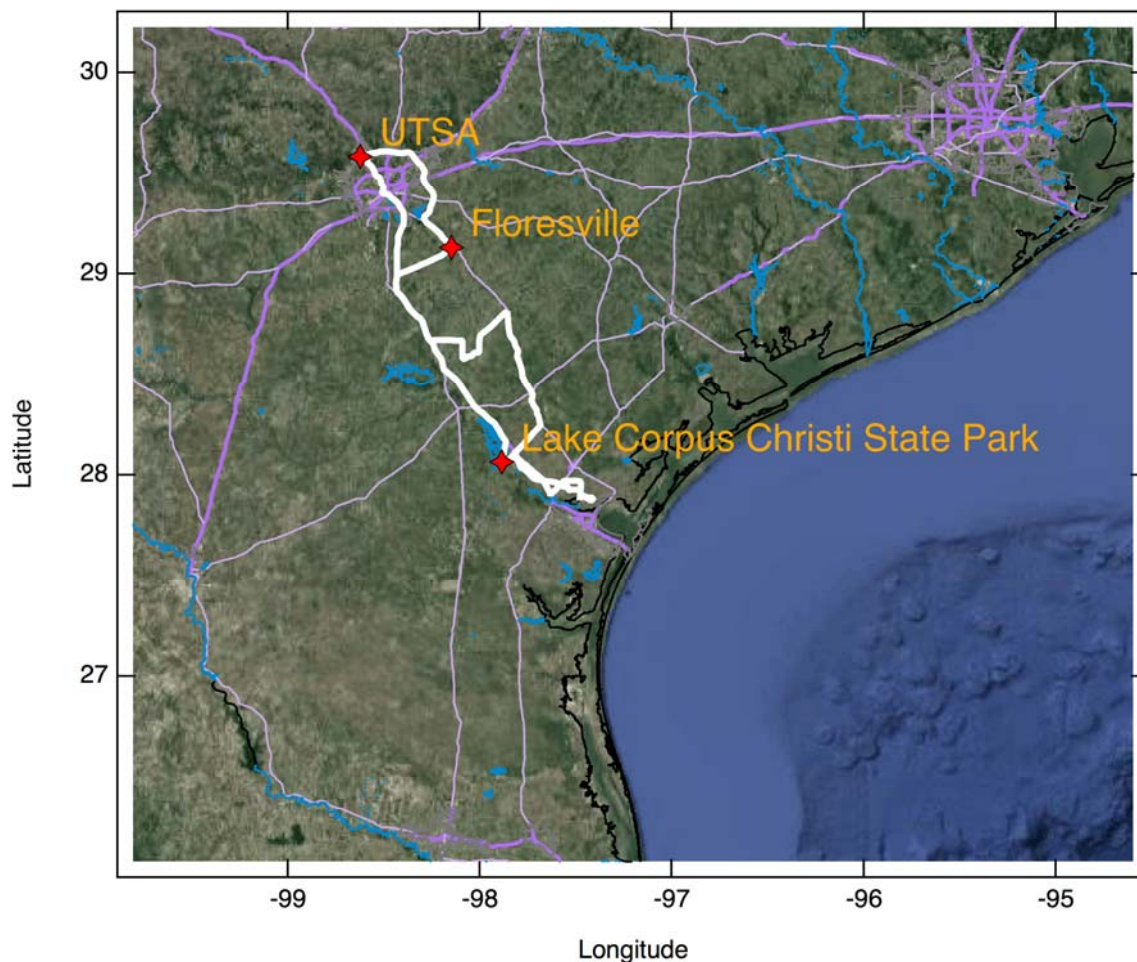 30
UTSA
Floresville
29
Lake Corpus Christi State Park
28
Latitude
27
-99
-98
-97
-96
-95
Longitude